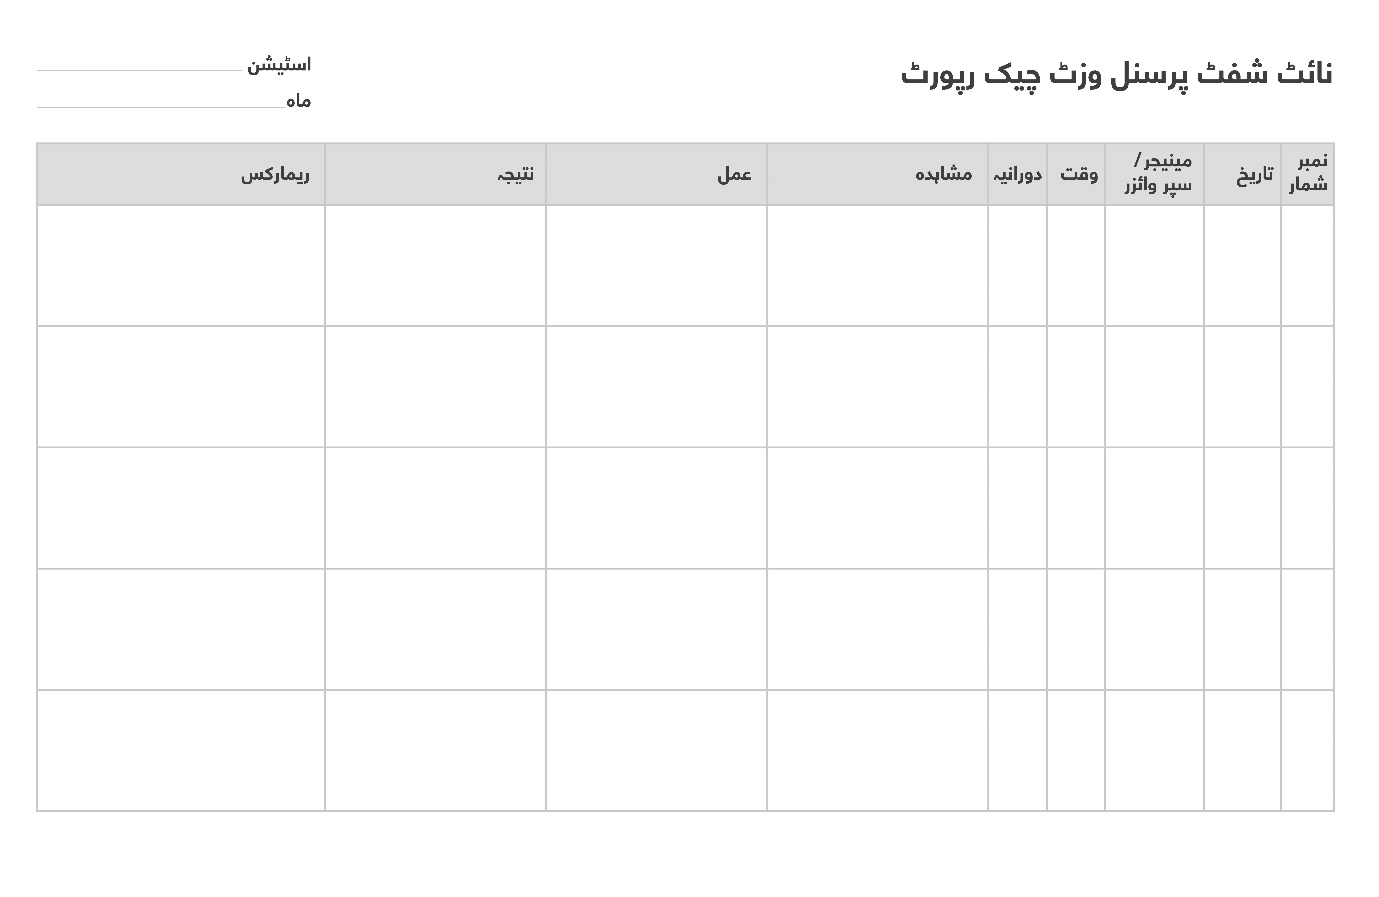 نائٹ شفٹ پرسنل وزٹ چیک رپورٹ
اسٹیشن
ماہ
نمبر شمار
تاریخ
مینیجر/
سپر وائزر
وقت
دورانیہ
مشاہدہ
عمل
نتیجہ
ریمارکس